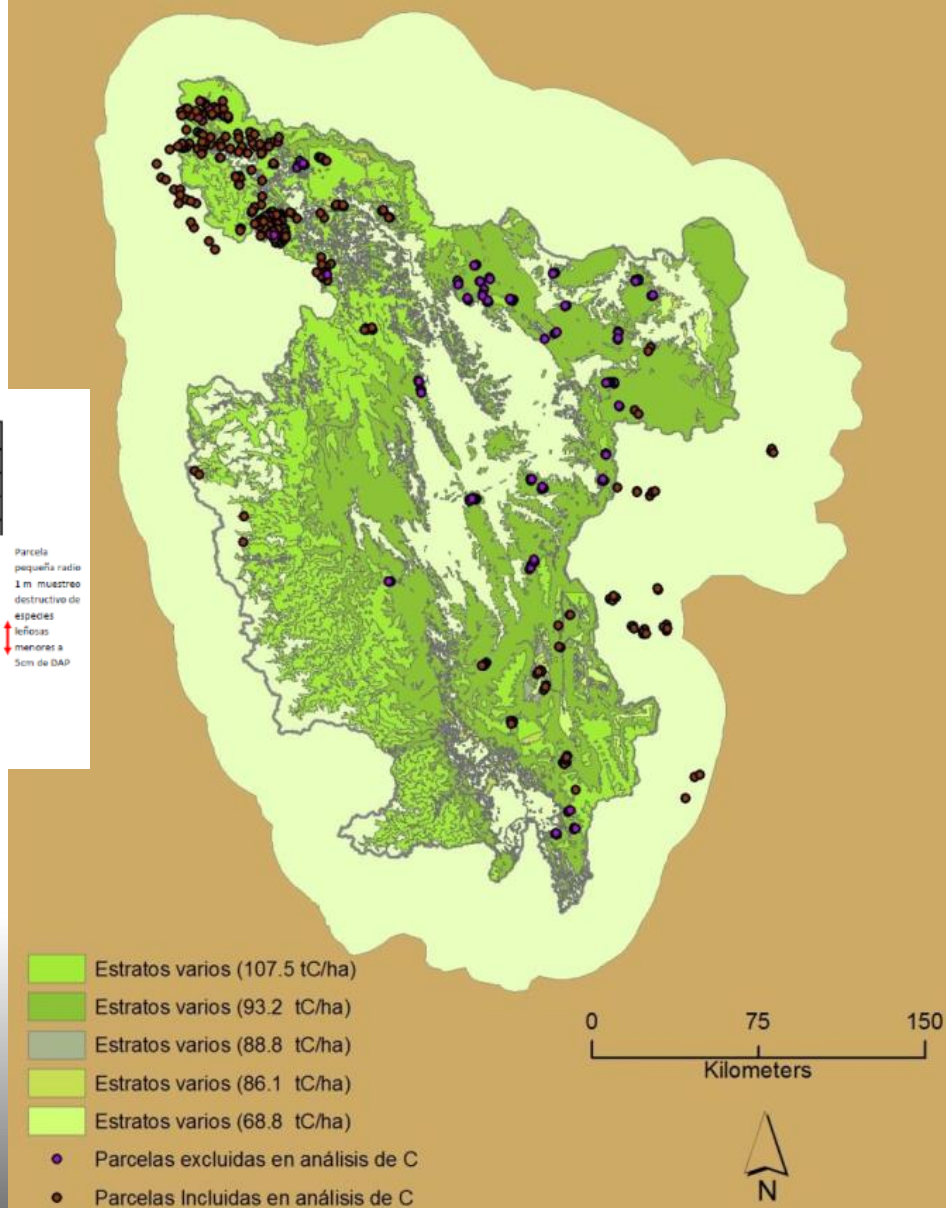 Parcela
pequeña radio
1 m muestreo
destructivo de
especies
leñosas
menores a
5cm de DAP
Estratos varios (107.5 tC/ha)
Estratos varios (93.2 tC/ha)
Estratos varios (88.8 tC/ha)
Estratos varios (86.1 tC/ha)
Estratos varios (68.8 tC/ha)
Parcelas excluidas en análisis de C
Parcelas Incluidas en análisis de C
0 75 150
Kilometers
N